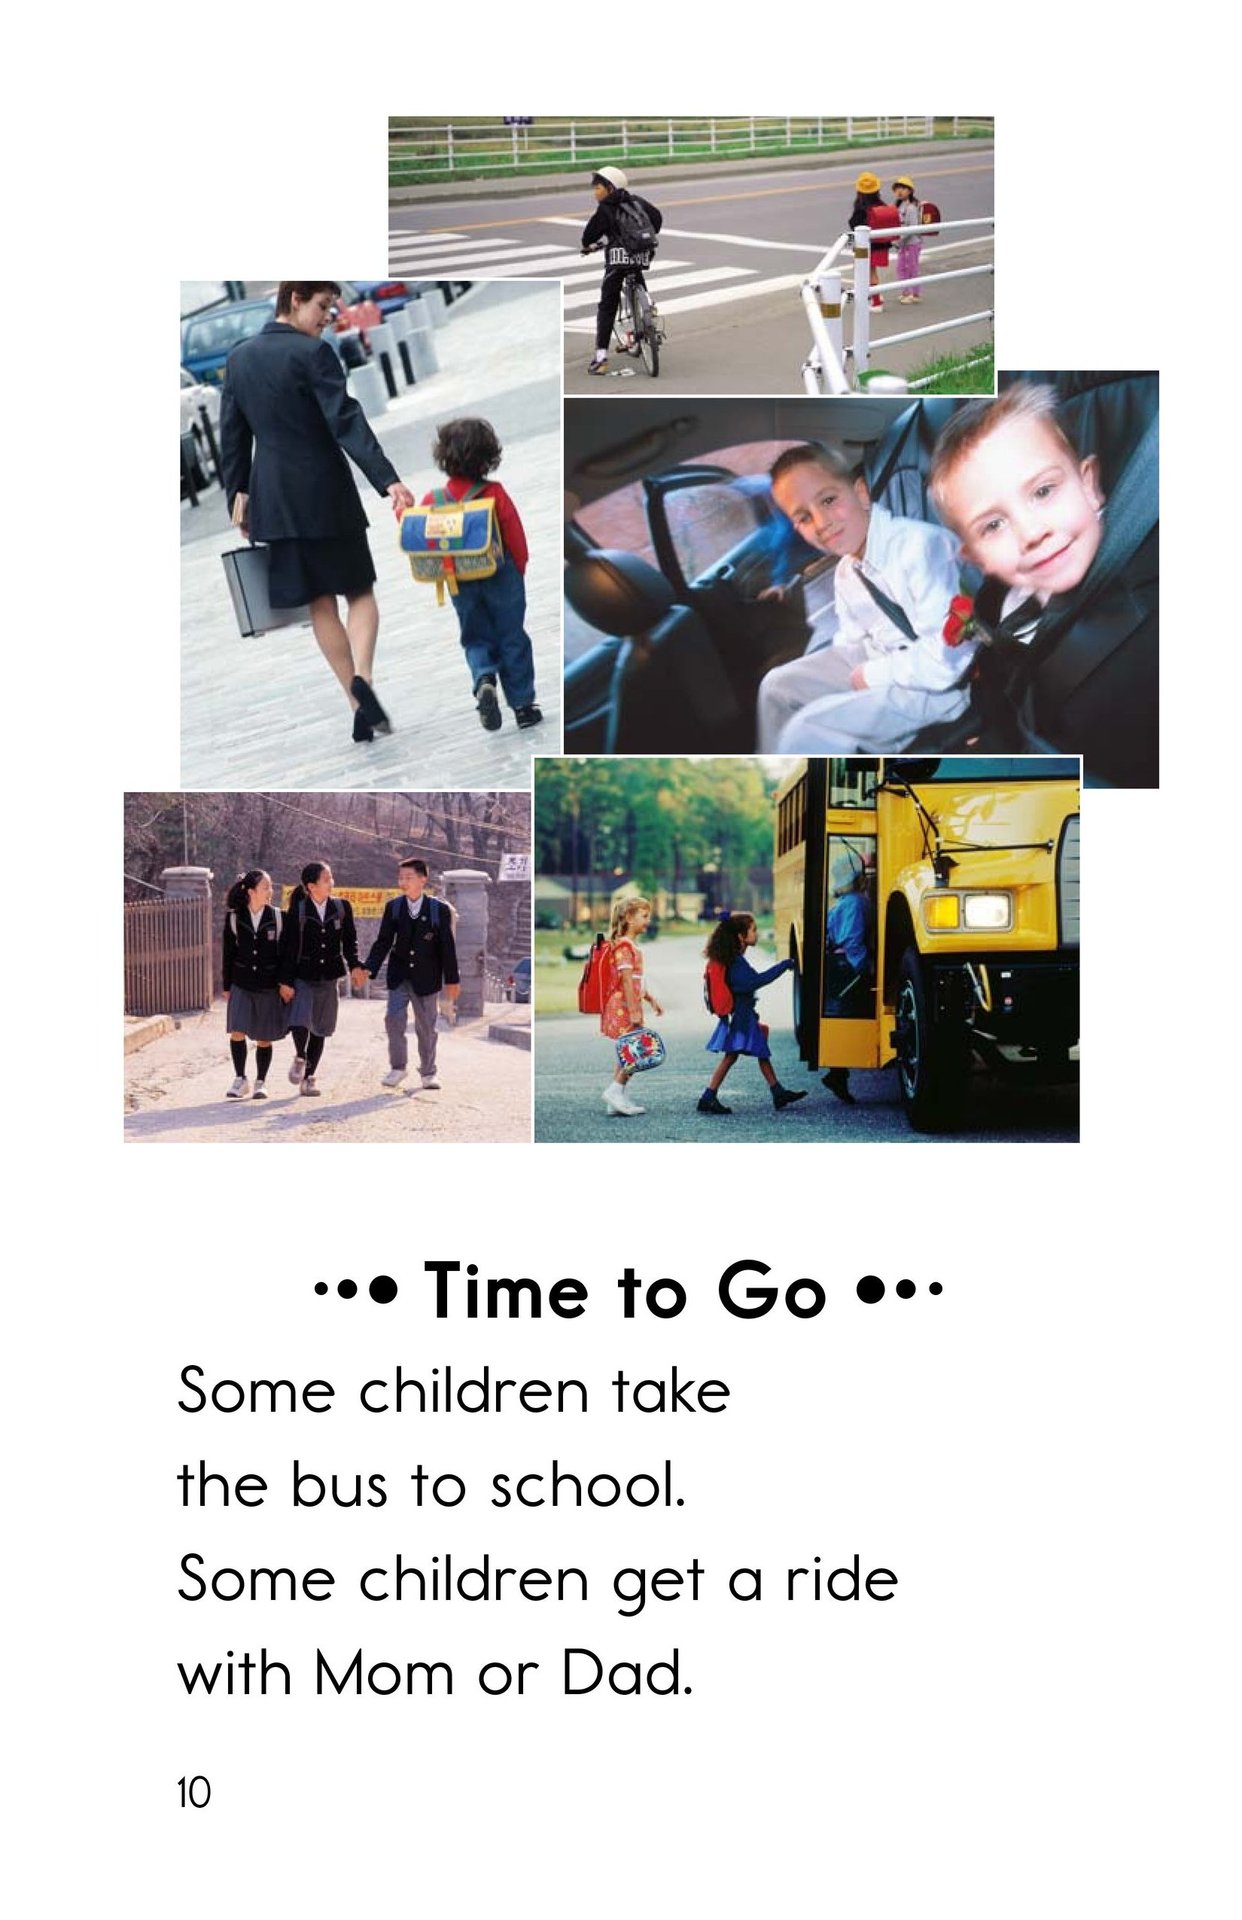 Time to Go
Some children take
the bus to school.
Some children get a ride
with Mom or Dad.
10